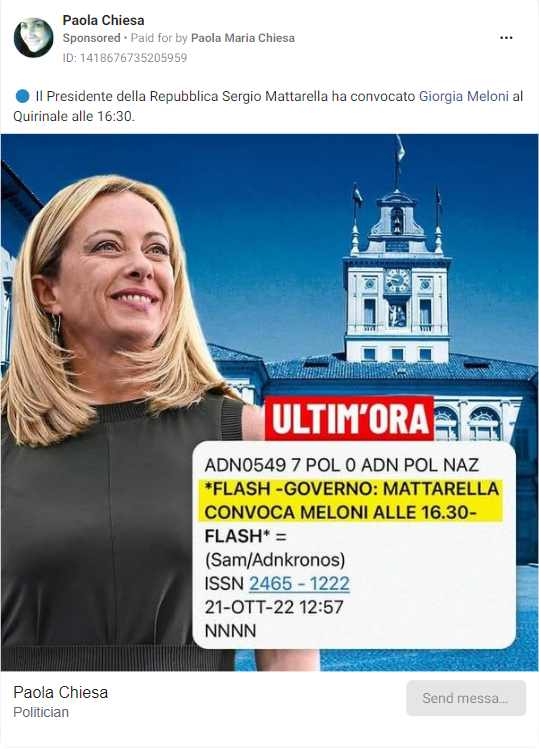 Paola Chiesa
Sponsored • Paid for by Paola Maria Chiesa
ID: 1418676735205959
Il Presidente della Repubblica Sergio Mattarella ha convocato Giorgia Meloni al
Quirinale alle 16:30.
ULTIM'ORA
ADN0549 7 POL 0 ADN POL NAZ
*FLASH -GOVERNO: MATTARELLA
CONVOCA MELONI ALLE 16.30-
FLASH* =
(Sam/Adnkronos)
ISSN 2465 - 1222
21-OTT-22 12:57
NNNN
Paola Chiesa
Politician
Send messa...